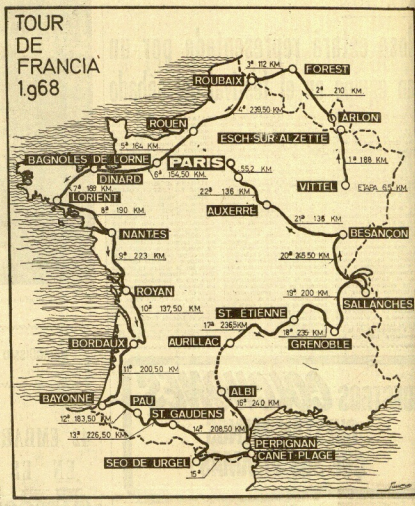 TOUR
DE
FRANCIA
1.968
3ª 112 KM.
FOREST
ROUBAIX
2ª 210 KM.
4ª 239,50 KM.
ARLON
ROUEN
ESCH-SUR-ALZETTE
5ª 164 KM.
1ª 188 KM.
BAGNOLES DE LORNE
PARIS
55,2 KM.
DINARD
6ª 154,50 KM.
VITTEL
ETAPA 6,5 KM.
7ª 188 KM.
22ª 136 KM.
LORIENT
AUXERRE
8ª 190 KM.
21ª 136 KM.
NANTES
BESANÇON
9ª 223 KM.
20ª 245,50 KM.
ROYAN
19ª 200 KM.
SALLANCHES
10ª 137,50 KM.
ST. ETIENNE
17ª 236,5 KM.
18ª 235 KM.
BORDAUX
AURILLAC
GRENOBLE
11ª 200,50 KM.
ALBI
BAYONNE
16ª 240 KM.
PAU
12ª 183,50 KM.
ST. GAUDENS
14ª 208,50 KM.
13ª 226,50 KM.
PERPIGNAN
SEO DE URGEL
CANET-PLAGE
15ª